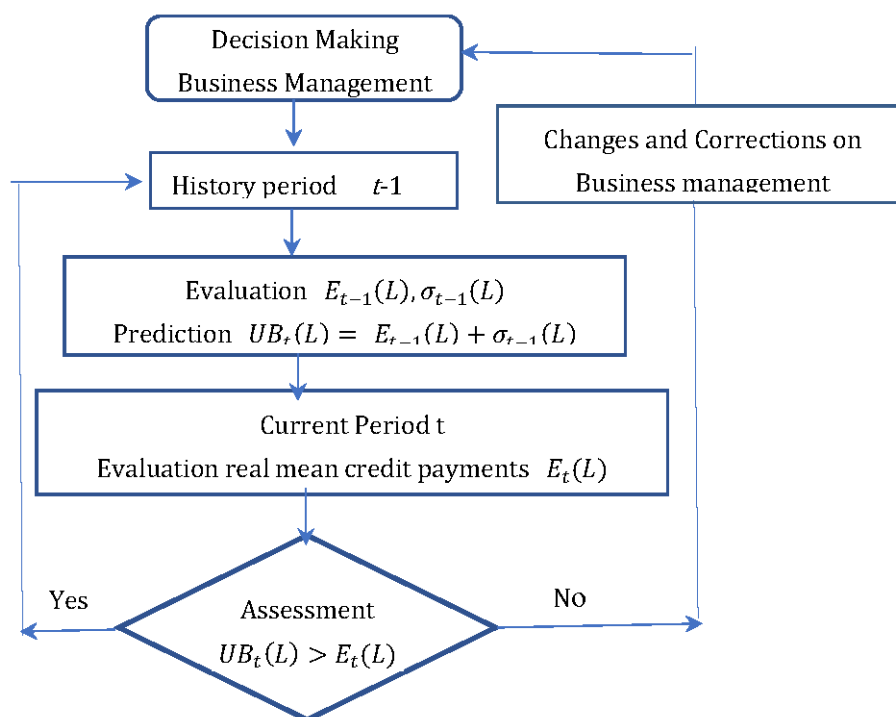 Decision Making
Business Management
Changes and Corrections on
Business management
History period t-1
Evaluation E_{t−1}(L), σ_{t−1}(L)
Prediction UB_t(L) = E_{t−1}(L) + σ_{t−1}(L)
Current Period t
Evaluation real mean credit payments E_t(L)
Yes
No
Assessment
UB_t(L) > E_t(L)